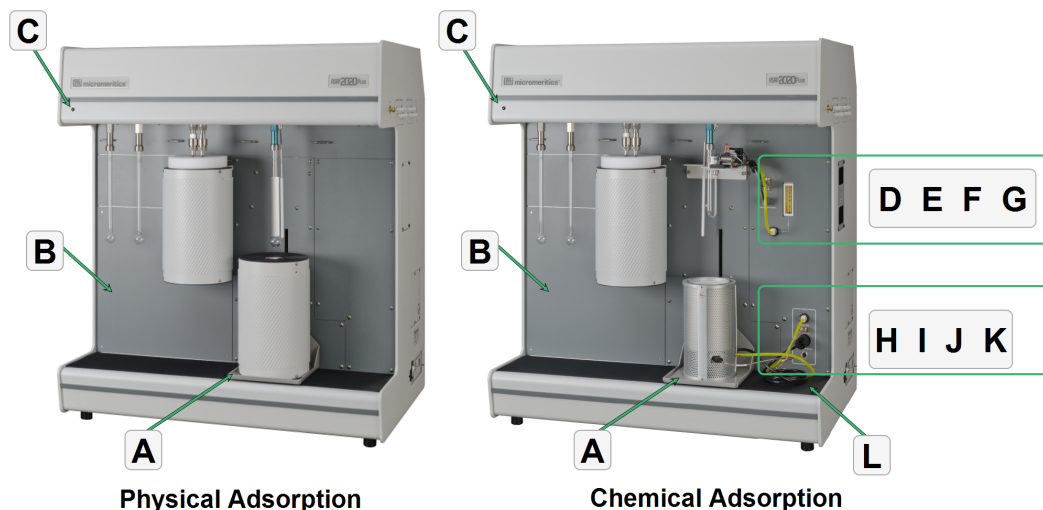 C
C
micromeritics
ASAP 2020 Plus
micromeritics
ASAP 2020 Plus
D E F G
B
B
H I J K
A
A
L
Physical Adsorption
Chemical Adsorption